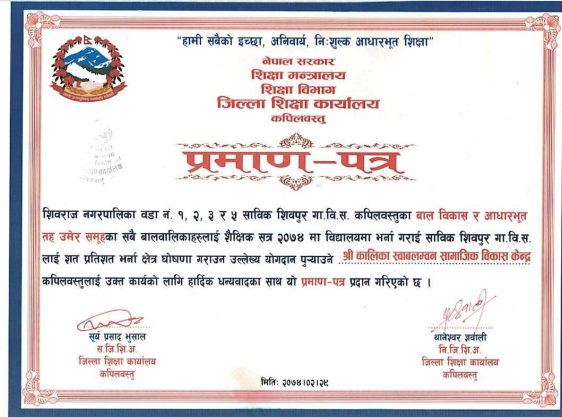 "हामी सबैको इच्छा, अनिवार्य, निःशुल्क आधारभूत शिक्षा"
नेपाल सरकार
शिक्षा मन्त्रालय
शिक्षा विभाग
जिल्ला शिक्षा कार्यालय
कपिलवस्तु
प्रमाण-पत्र
शिवराज नगरपालिका वडा नं. १, २, ३ र ५ साविक शिवपुर गा.वि.स. कपिलवस्तुका बाल विकास र आधारभूत
तह उमेर समूहका सबै बालवालिकाहरुलाई शैक्षिक सत्र २०७४ मा विद्यालयमा भर्ना गराई साविक शिवपुर गा.वि.स.
लाई शत प्रतिशत भर्ना क्षेत्र घोषणा गराउन उल्लेख्य योगदान पुऱ्याउने श्री कालिका स्वाबलम्वन सामाजिक विकास केन्द्र
कपिलवस्तुलाई उक्त कार्यको लागि हार्दिक धन्यवादका साथ यो प्रमाण-पत्र प्रदान गरिएको छ ।
सूर्य प्रसाद भुसाल
स.जि.शि.अ.
जिल्ला शिक्षा कार्यालय
कपिलवस्तु
थानेश्वर ज्ञवाली
नि.जि.शि.अ.
जिल्ला शिक्षा कार्यालय
कपिलवस्तु
मितिः २०७४।०२।२९